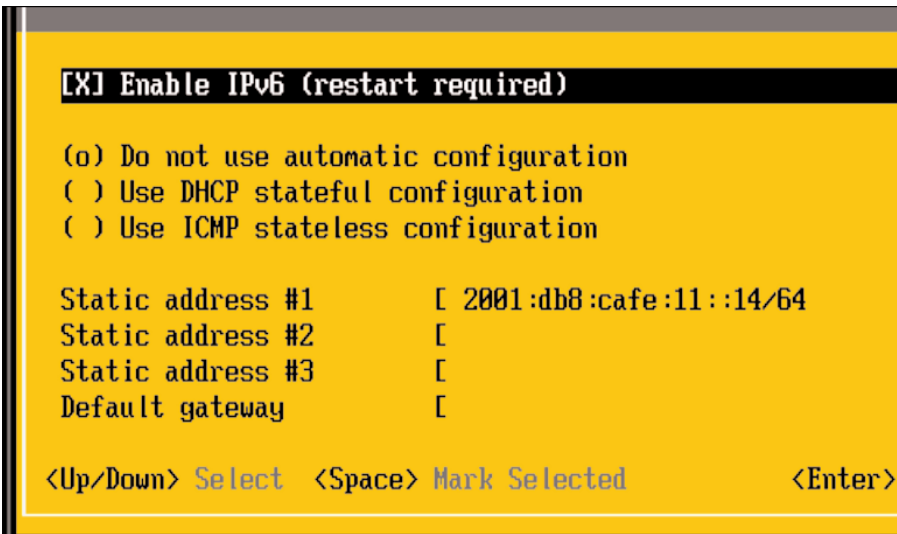 [X] Enable IPv6 (restart required)
(o) Do not use automatic configuration
( ) Use DHCP stateful configuration
( ) Use ICMP stateless configuration
Static address #1 [ 2001:db8:cafe:11::14/64
Static address #2 [
Static address #3 [
Default gateway [
<Up/Down> Select <Space> Mark Selected <Enter>